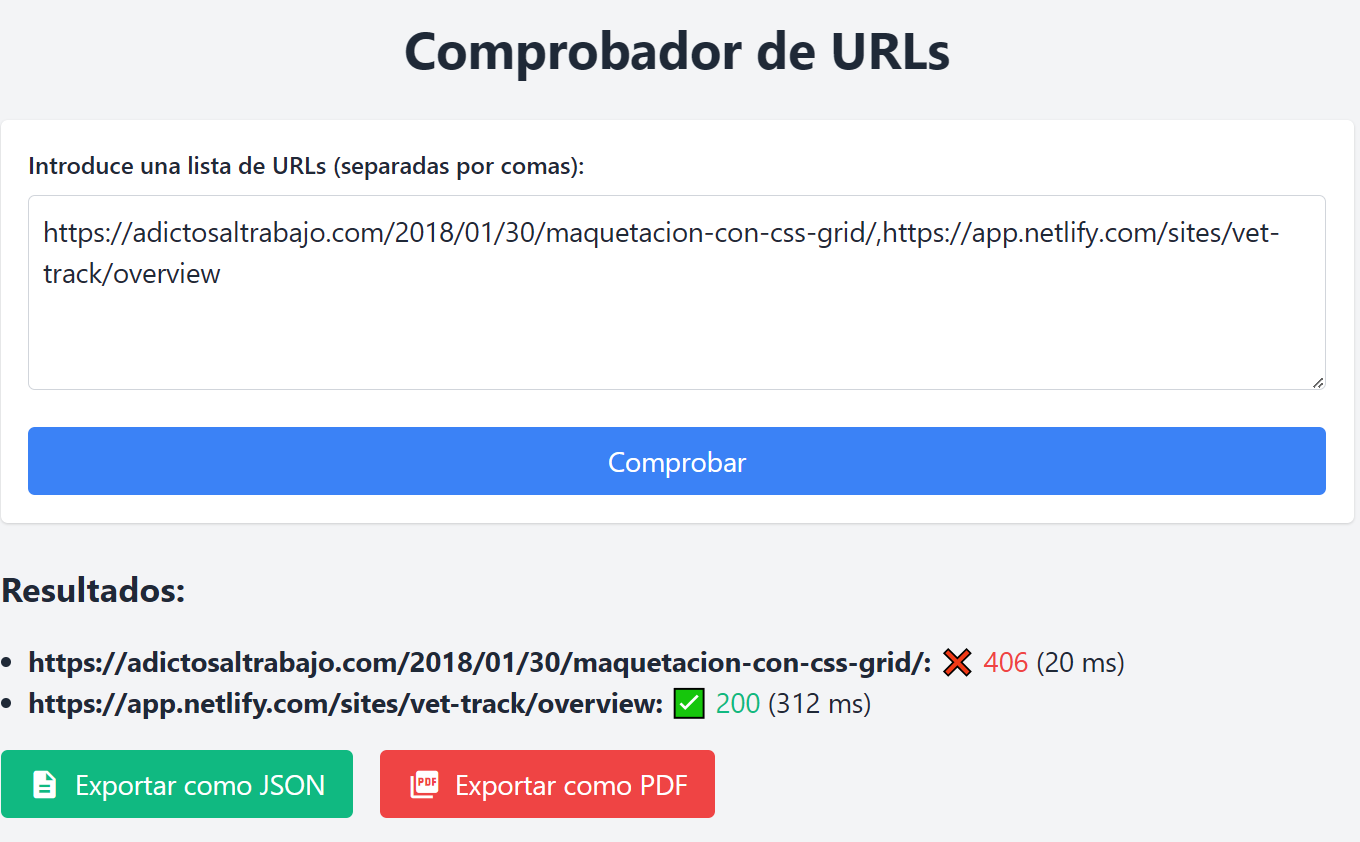 Comprobador de URLs
Introduce una lista de URLs (separadas por comas):
https://adictosaltrabajo.com/2018/01/30/maquetacion-con-css-grid/,https://app.netlify.com/sites/vet-
track/overview
Comprobar
Resultados:
• https://adictosaltrabajo.com/2018/01/30/maquetacion-con-css-grid/: ❌ 406 (20 ms)
• https://app.netlify.com/sites/vet-track/overview: ✅ 200 (312 ms)
Exportar como JSON
PDF Exportar como PDF